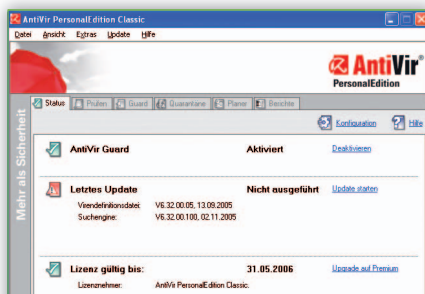 AntiVir PersonalEdition Classic
Datei Ansicht Extras Update Hilfe
AntiVir®
PersonalEdition
Status Prüfen Guard Quarantäne Planer Berichte
Konfiguration Hilfe
Mehr als Sicherheit
AntiVir Guard Aktiviert Deaktivieren
Letztes Update Nicht ausgeführt Update starten
Virendefinitionsdatei: V6.32.00.05, 13.09.2005
Suchengine: V6.32.00.100, 02.11.2005
Lizenz gültig bis: 31.05.2006 Upgrade auf Premium
Lizenznehmer: AntiVir PersonalEdition Classic.